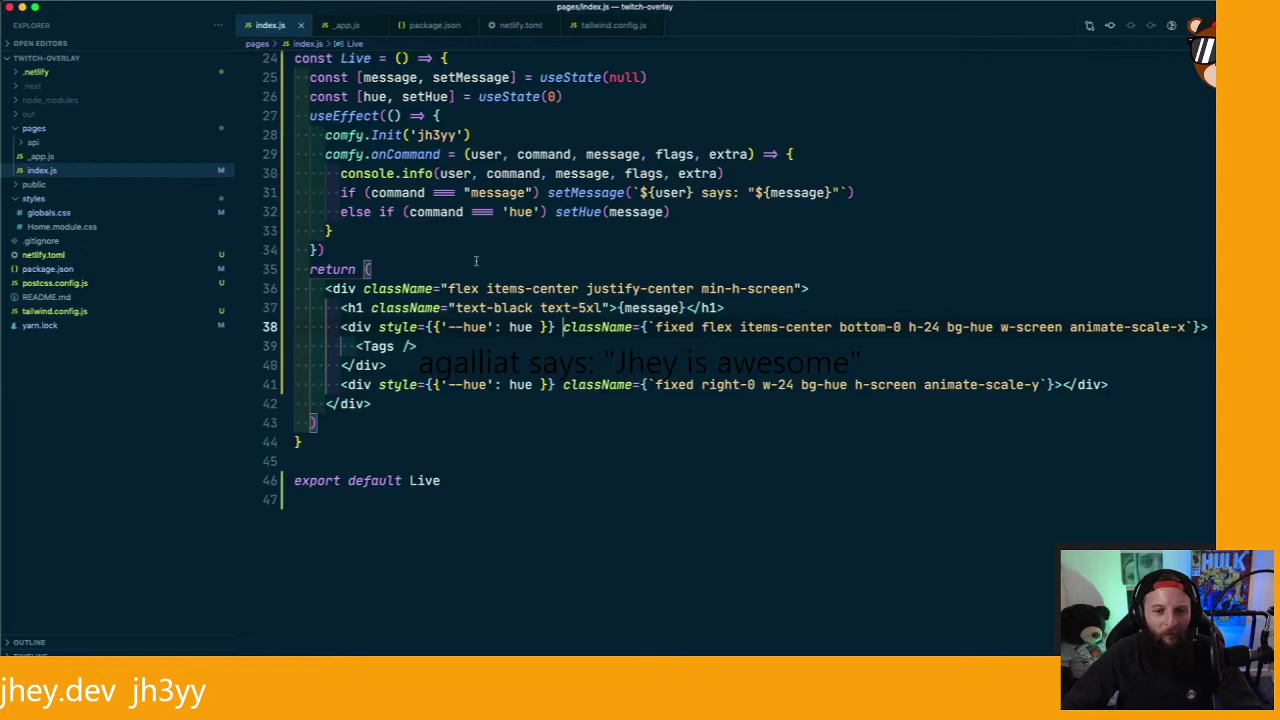 pages/index.js — twitch-overlay
EXPLORER
index.js
_app.js
package.json
netlify.toml
tailwind.config.js
OPEN EDITORS
pages > index.js > Live
TWITCH-OVERLAY
.netlify
.next
node_modules
out
pages
api
_app.js
index.js M
public
styles
globals.css
Home.module.css
.gitignore
netlify.toml U
package.json M
postcss.config.js U
README.md
tailwind.config.js U
yarn.lock M
OUTLINE
TIMELINE
24 const Live = () => {
25 const [message, setMessage] = useState(null)
26 const [hue, setHue] = useState(0)
27 useEffect(() => {
28 comfy.Init('jh3yy')
29 comfy.onCommand = (user, command, message, flags, extra) => {
30 console.info(user, command, message, flags, extra)
31 if (command === "message") setMessage(`${user} says: "${message}"`)
32 else if (command === 'hue') setHue(message)
33 }
34 })
35 return (
36 <div className="flex items-center justify-center min-h-screen">
37 <h1 className="text-black text-5xl">{message}</h1>
38 <div style={{'--hue': hue }} className={`fixed flex items-center bottom-0 h-24 bg-hue w-screen animate-scale-x`}>
39 <Tags />
agalliat says: "Jhey is awesome"
40 </div>
41 <div style={{'--hue': hue }} className={`fixed right-0 w-24 bg-hue h-screen animate-scale-y`}></div>
42 </div>
43 )
44 }
45
46 export default Live
47
HULK
jhey.dev jh3yy